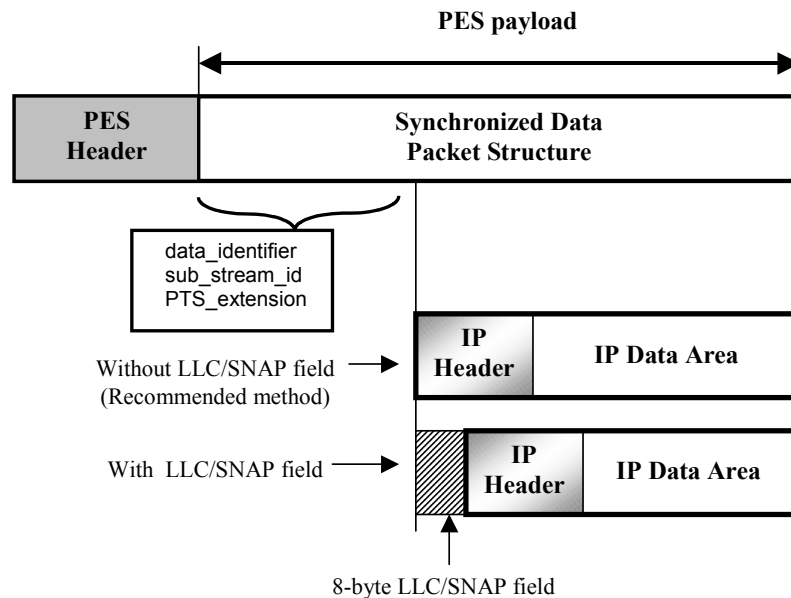 PES payload
PES
Header
Synchronized Data
Packet Structure
data_identifier
sub_stream_id
PTS_extension
Without LLC/SNAP field
(Recommended method)
IP
Header
IP Data Area
With LLC/SNAP field
IP
Header
IP Data Area
8-byte LLC/SNAP field